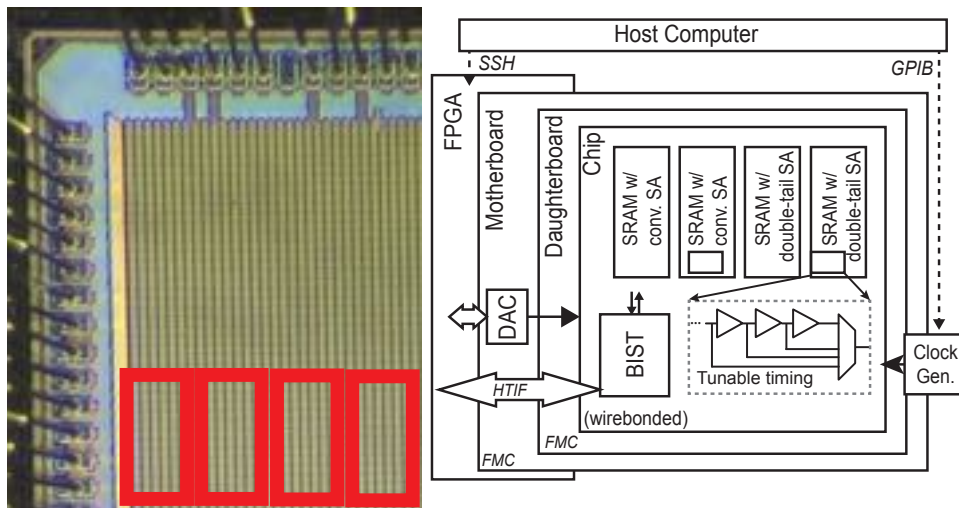 Host Computer
SSH
GPIB
FPGA
Motherboard
Daughterboard
Chip
SRAM w/
conv. SA
SRAM w/
conv. SA
SRAM w/
double-tail SA
SRAM w/
double-tail SA
DAC
BIST
Tunable timing
Clock
Gen.
HTIF
(wirebonded)
FMC
FMC